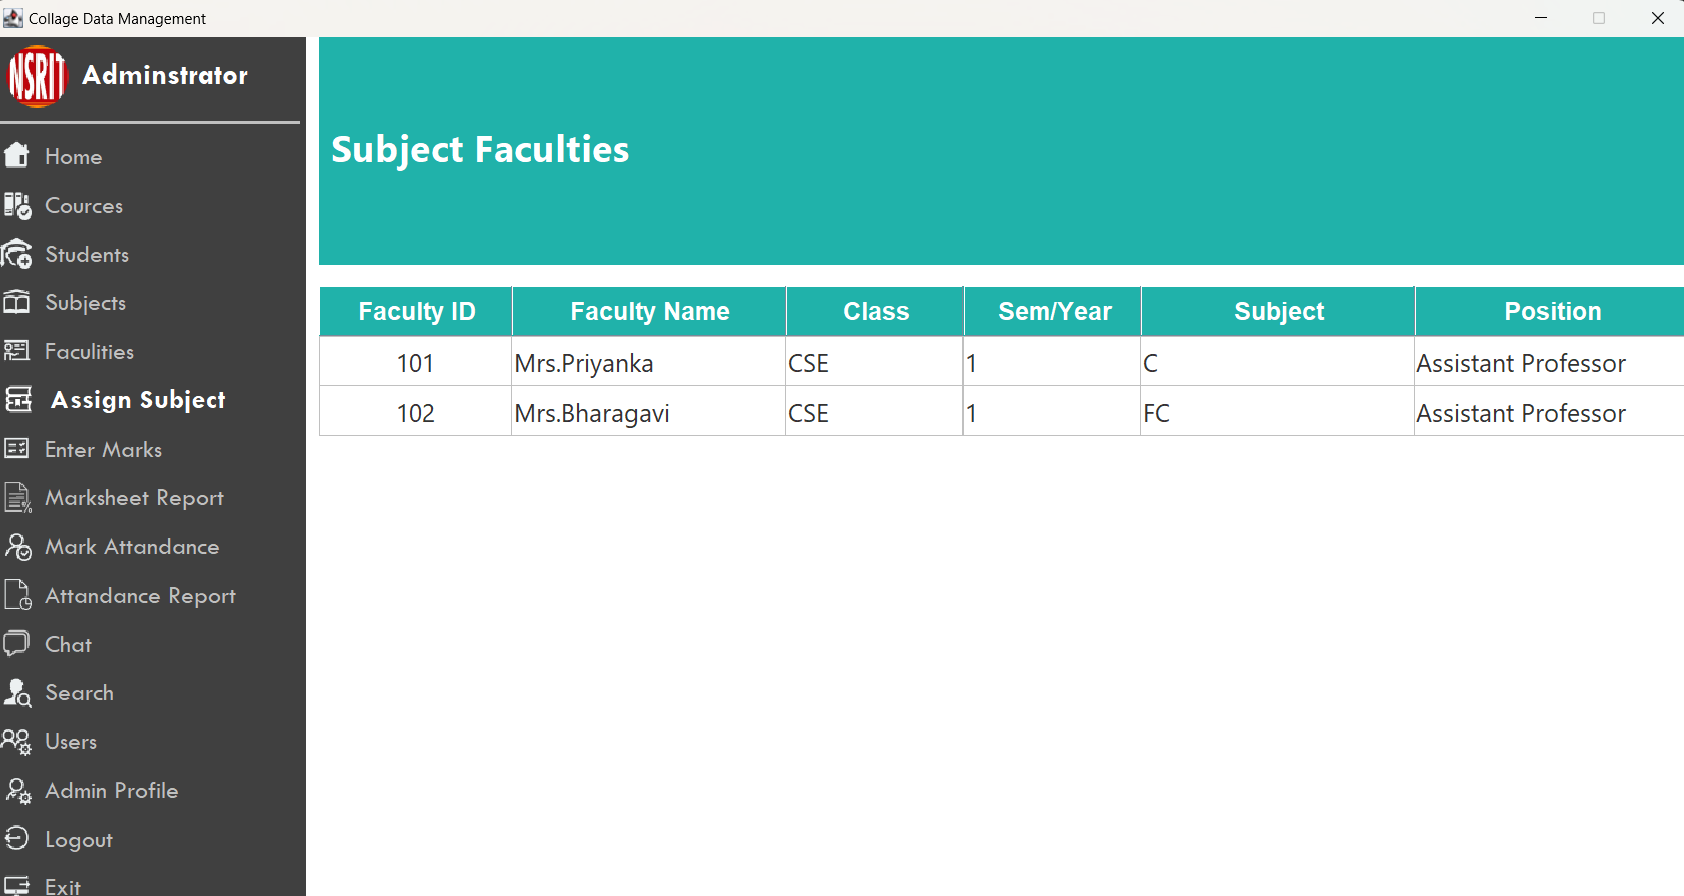 Collage Data Management
NSRIT
Adminstrator
Home
Cources
Students
Subjects
Faculities
Assign Subject
Enter Marks
Marksheet Report
Mark Attandance
Attandance Report
Chat
Search
Users
Admin Profile
Logout
Exit
Subject Faculties
Faculty ID Faculty Name Class Sem/Year Subject Position
101 Mrs.Priyanka CSE 1 C Assistant Professor
102 Mrs.Bharagavi CSE 1 FC Assistant Professor